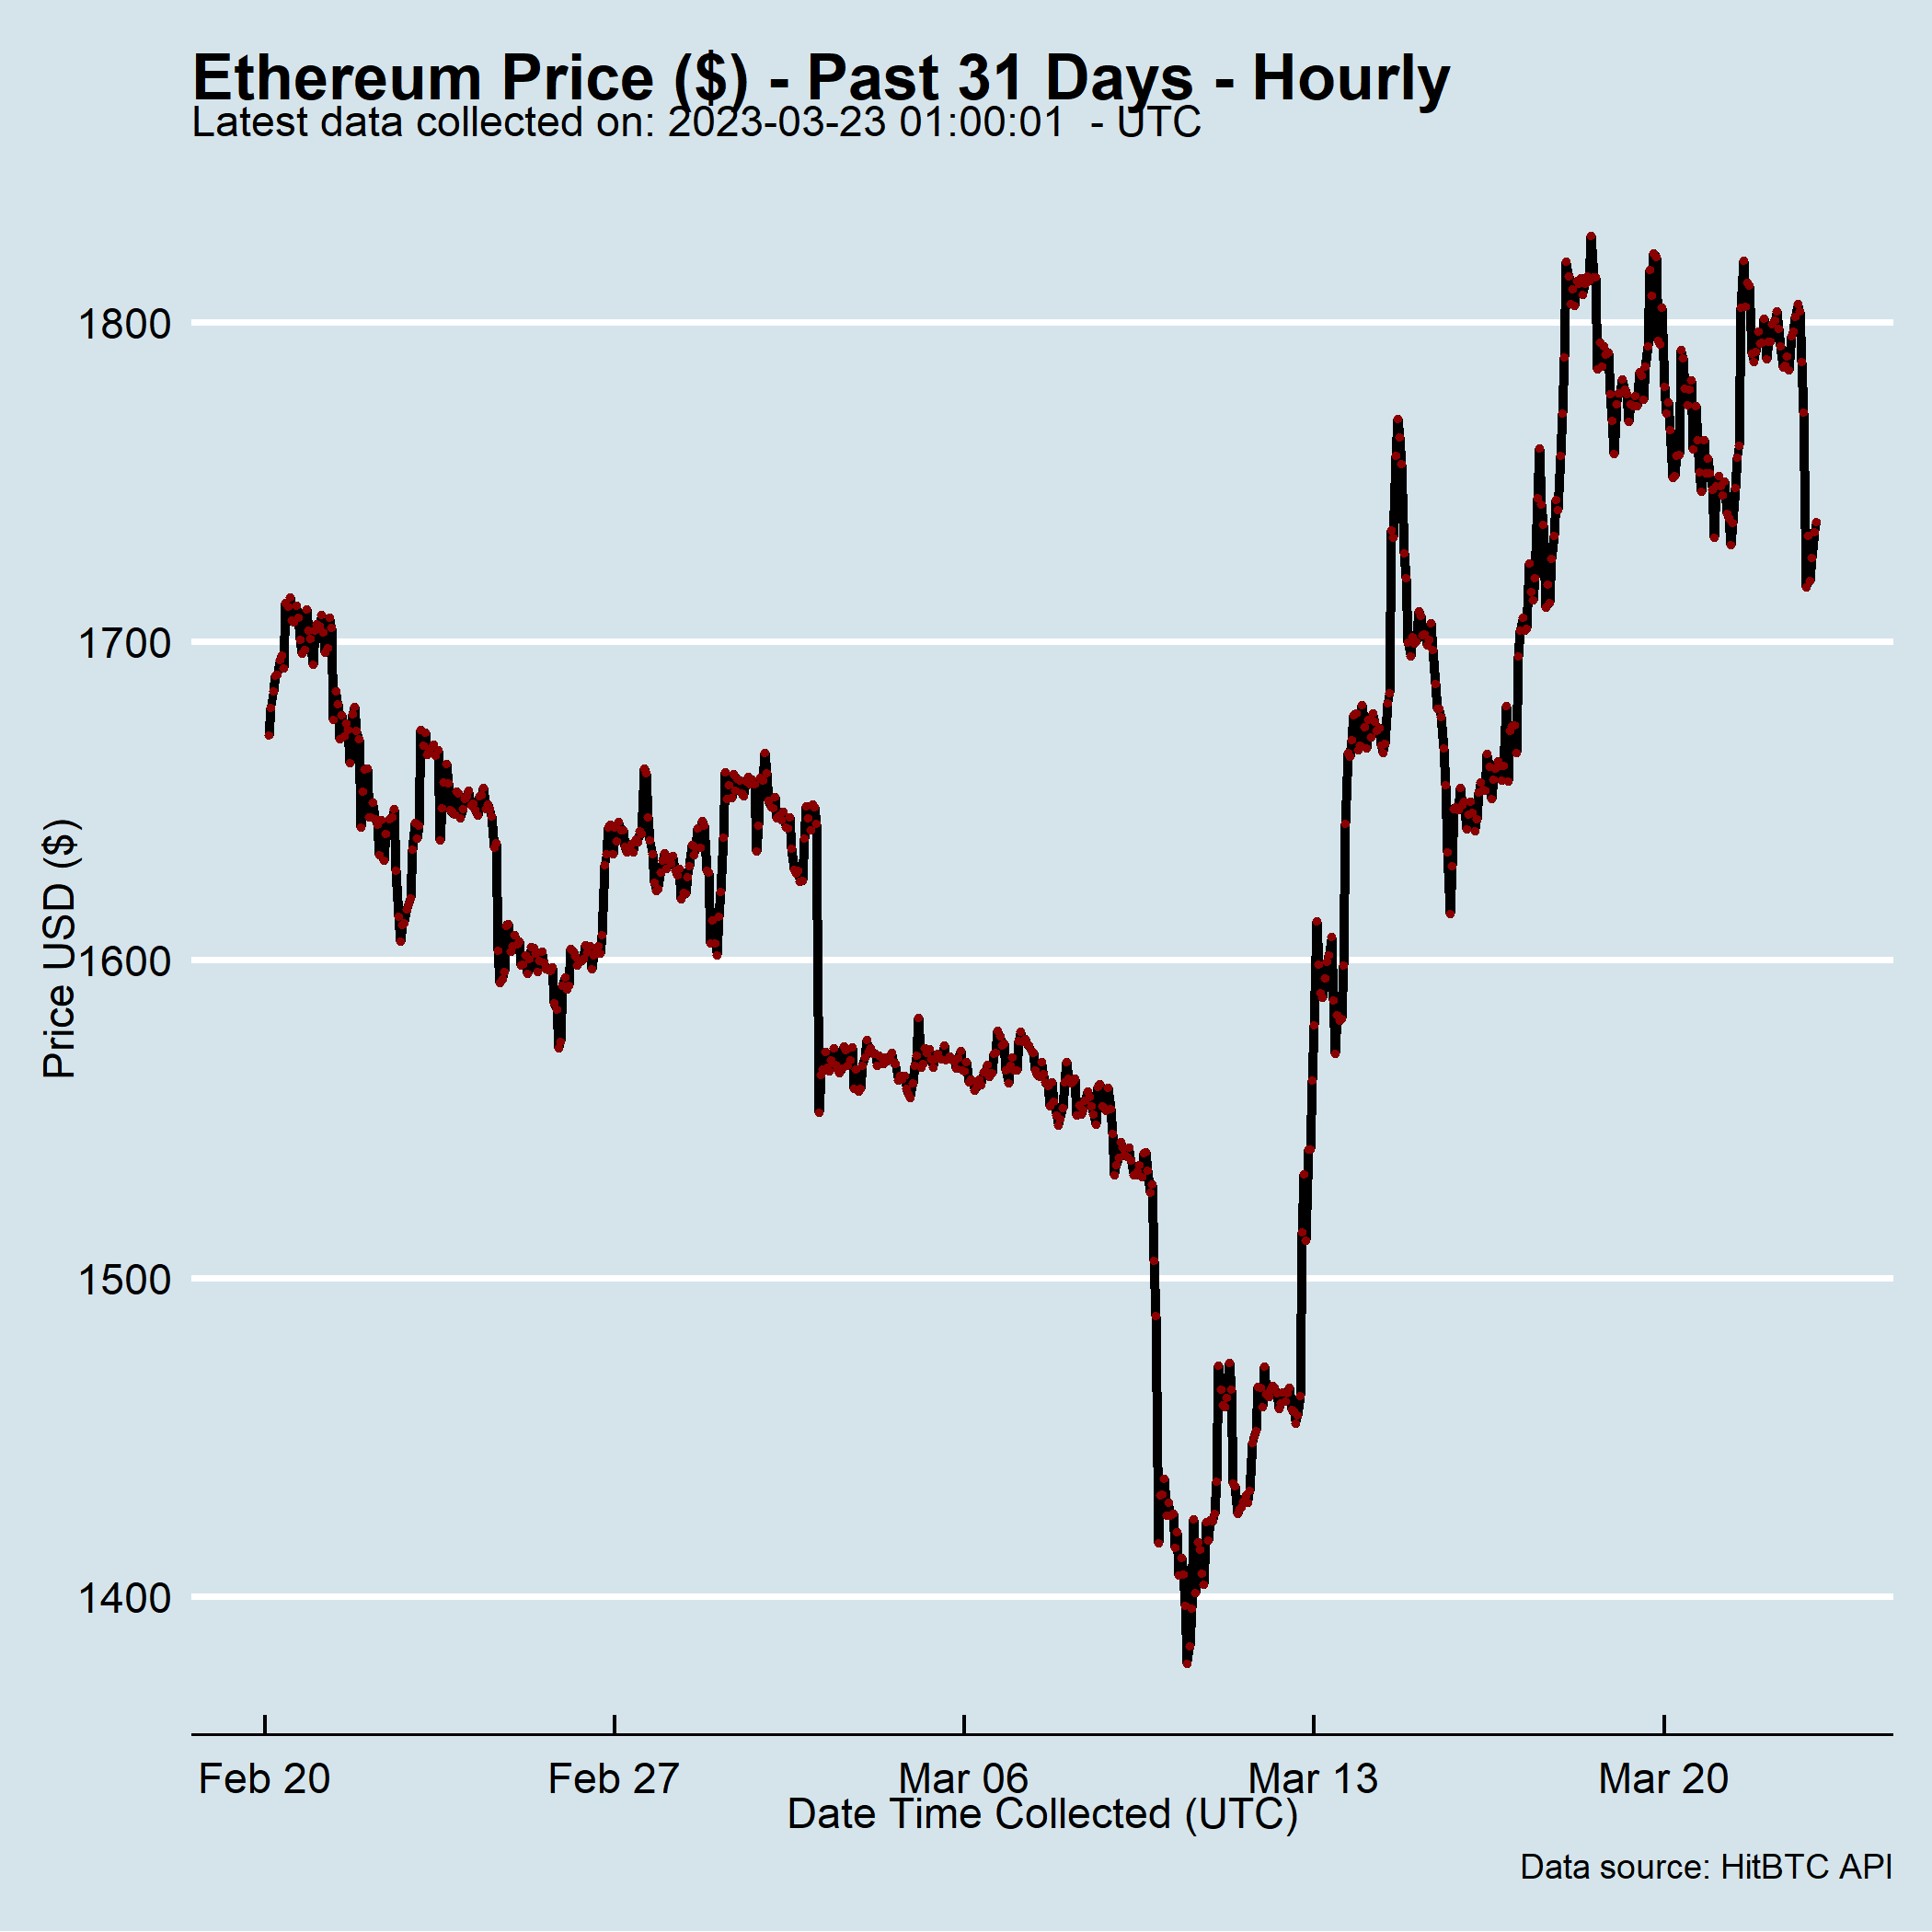 Ethereum Price ($) - Past 31 Days - Hourly
Latest data collected on: 2023-03-23 01:00:01  - UTC
Price USD ($)
1800
1700
1600
1500
1400
Feb 20
Feb 27
Mar 06
Mar 13
Mar 20
Date Time Collected (UTC)
Data source: HitBTC API